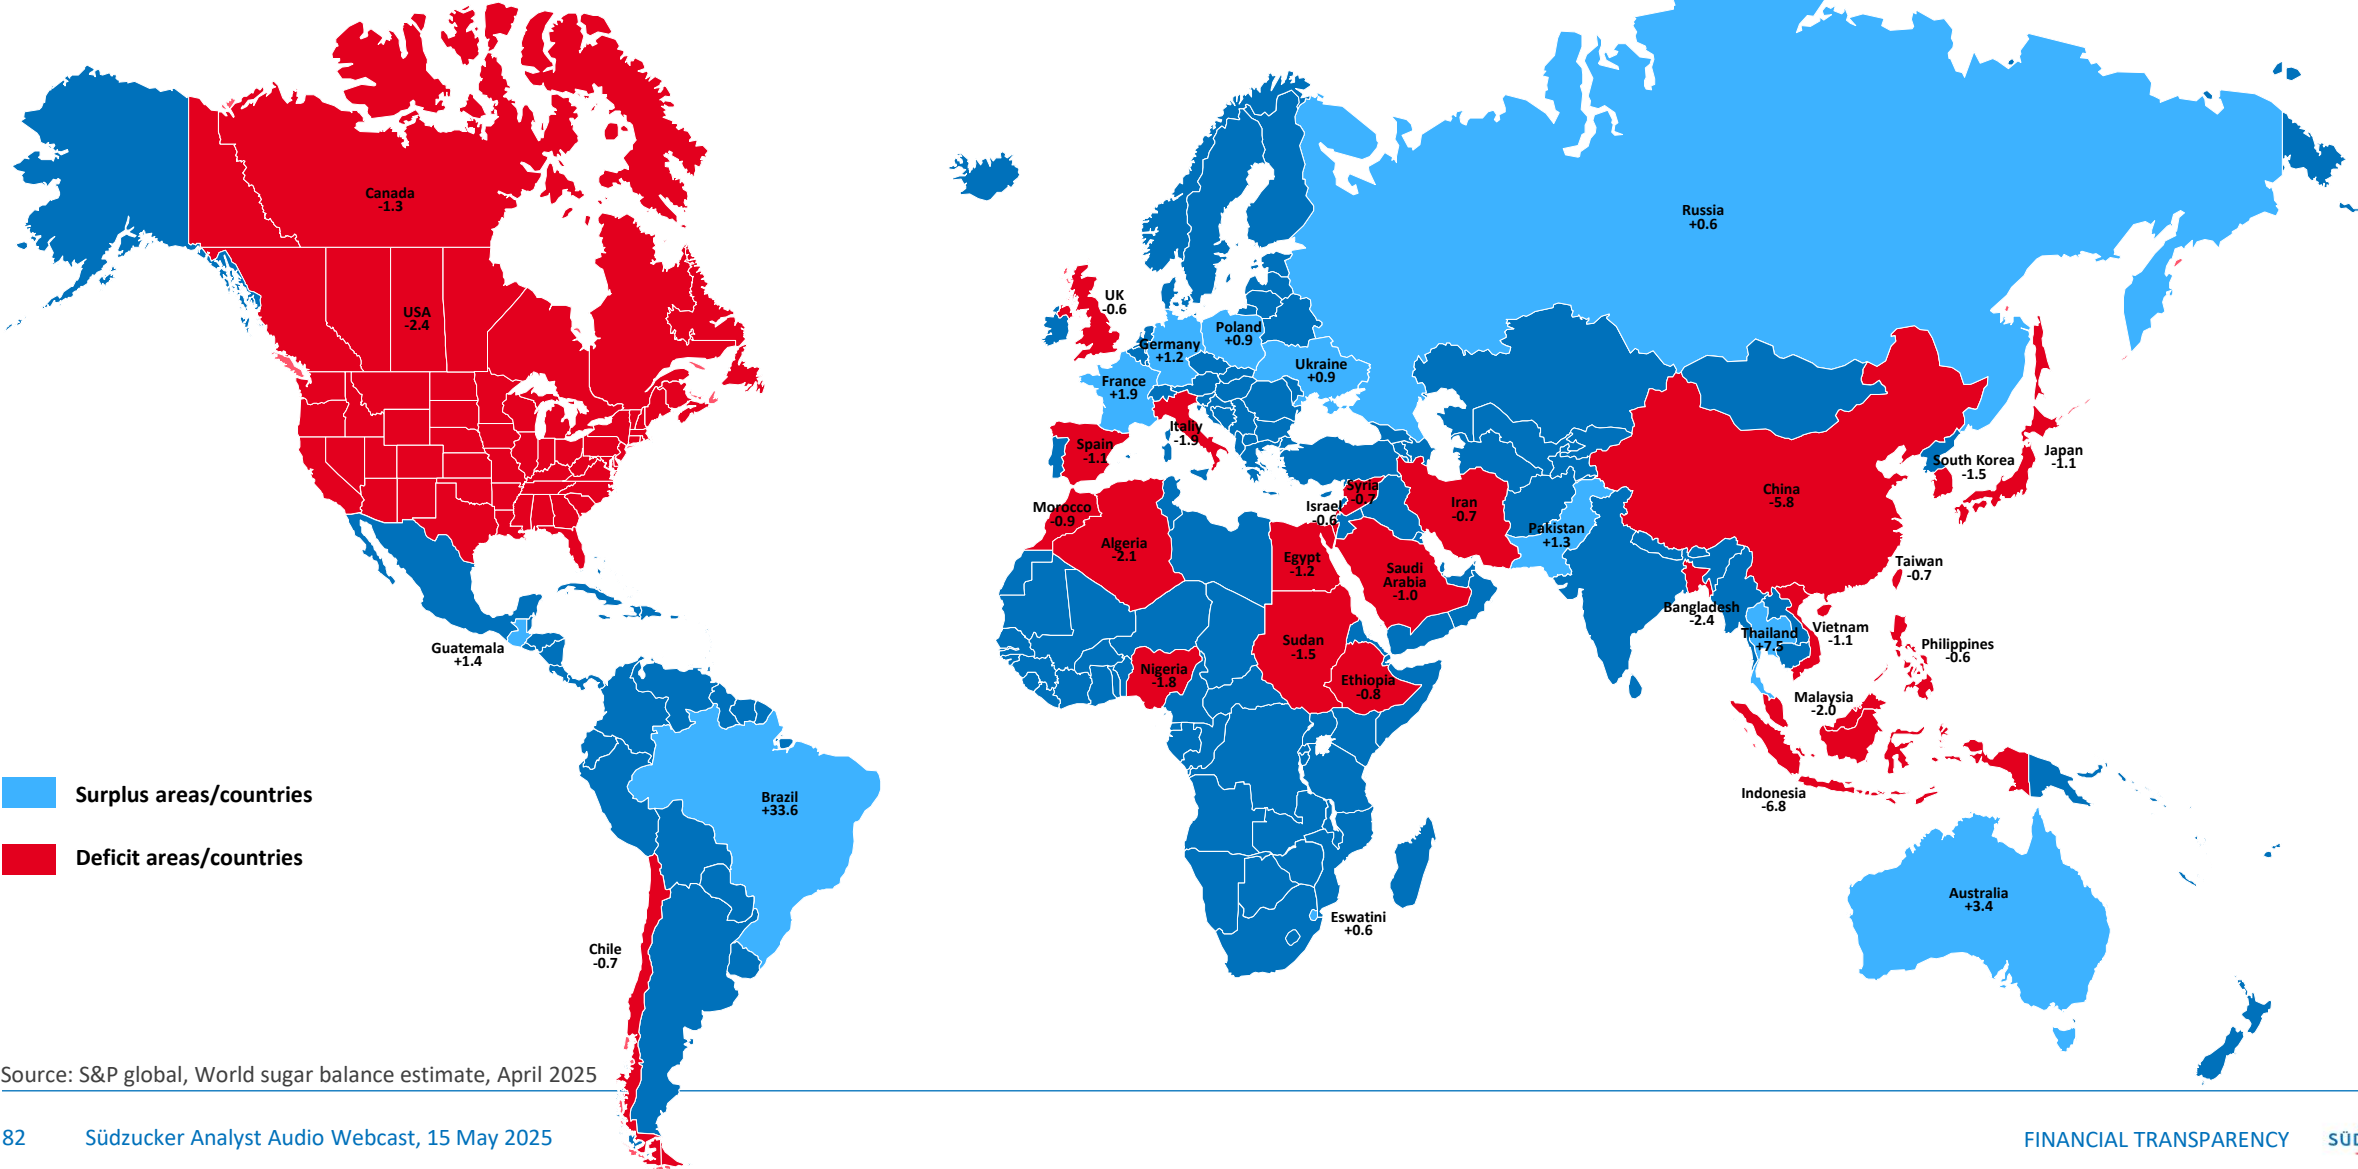 Canada
-1.3
Russia
+0.6
USA
-2.4
UK
-0.6
Poland
+0.9
Germany
+1.2
Ukraine
+0.9
France
+1.9
Italiy
-1.9
Spain
-1.1
Japan
-1.1
South Korea
-1.5
China
-5.8
Syria
-0.7
Iran
-0.7
Israel
-0.6
Morocco
-0.9
Pakistan
+1.3
Algeria
-2.1
Egypt
-1.2
Saudi
Arabia
-1.0
Taiwan
-0.7
Bangladesh
-2.4
Thailand
+7.5
Vietnam
-1.1
Philippines
-0.6
Guatemala
+1.4
Sudan
-1.5
Nigeria
-1.8
Ethiopia
-0.8
Malaysia
-2.0
Indonesia
-6.8
Brazil
+33.6
Surplus areas/countries
Deficit areas/countries
Australia
+3.4
Eswatini
+0.6
Chile
-0.7
Source: S&P global, World sugar balance estimate, April 2025
82 Südzucker Analyst Audio Webcast, 15 May 2025
FINANCIAL TRANSPARENCY